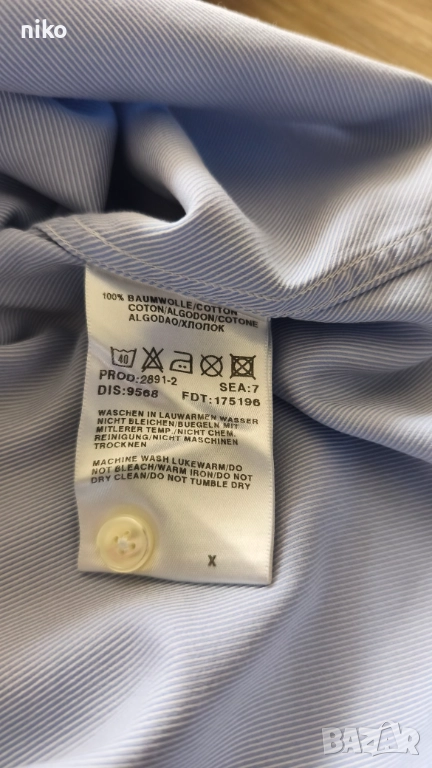 niko
100% BAUMWOLLE/COTTON
COTON/ALGODON/COTONE
ALGODAO/ХЛОПОК
40
PROD:2891-2 SEA:7
DIS:9568 FDT:175196
WASCHEN IN LAUWARMEN WASSER
NICHT BLEICHEN/BUEGELN MIT
MITLERER TEMP./NICHT CHEM.
REINIGUNG/NICHT MASCHINEN
TROCKNEN
MACHINE WASH LUKEWARM/DO
NOT BLEACH/WARM IRON/DO NOT
DRY CLEAN/DO NOT TUMBLE DRY
X
BAZAR